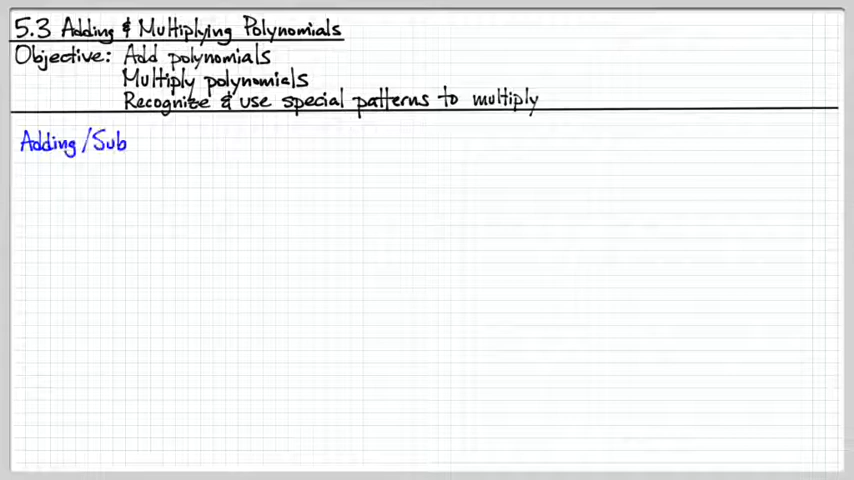 5.3 Adding & Multiplying Polynomials
Objective: Add polynomials
Multiply polynomials
Recognize & use special patterns to multiply
Adding/Sub